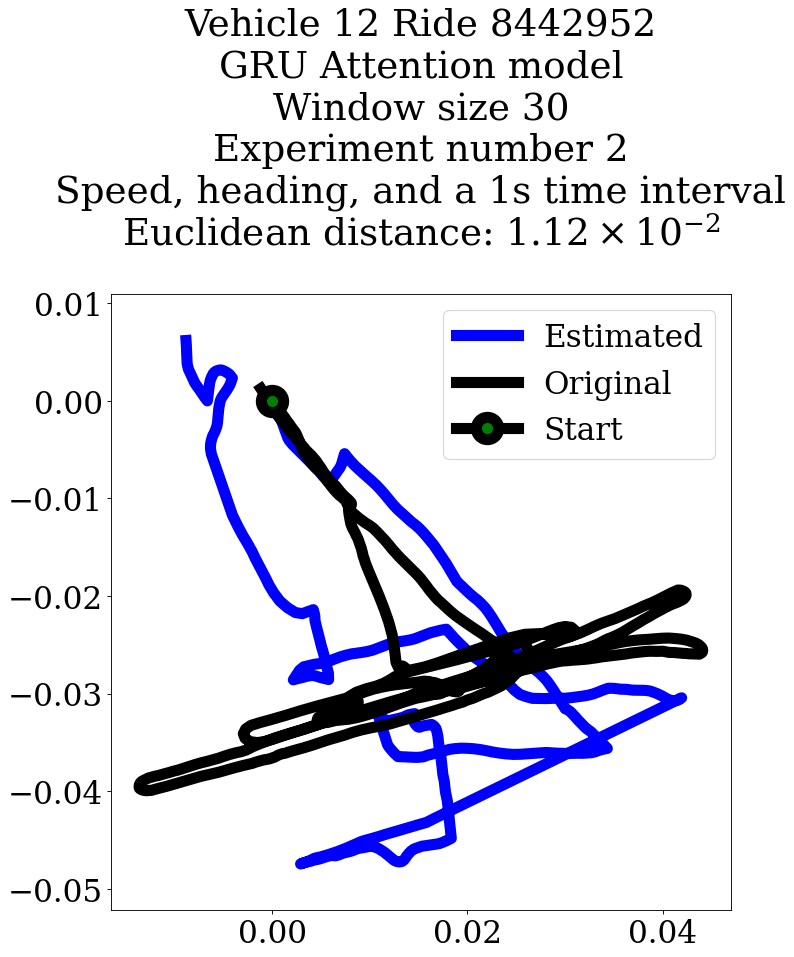 Vehicle 12 Ride 8442952
GRU Attention model
Window size 30
Experiment number 2
Speed, heading, and a 1s time interval
Euclidean distance: 1.12 × 10⁻²
0.01
0.00
−0.01
−0.02
−0.03
−0.04
−0.05
Estimated
Original
Start
0.00 0.02 0.04